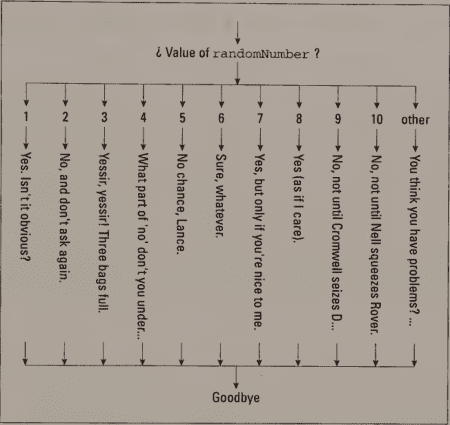 ¿ Value of randomNumber ?
1 2 3 4 5 6 7 8 9 10 other
Yes. Isn't it obvious?
No, and don't ask again.
Yessir, yessir! Three bags full.
What part of 'no' don't you under...
No chance, Lance.
Sure, whatever.
Yes, but only if you're nice to me.
Yes (as if I care).
No, not until Cromwell seizes D...
No, not until Nell squeezes Rover.
You think you have problems? ...
Goodbye